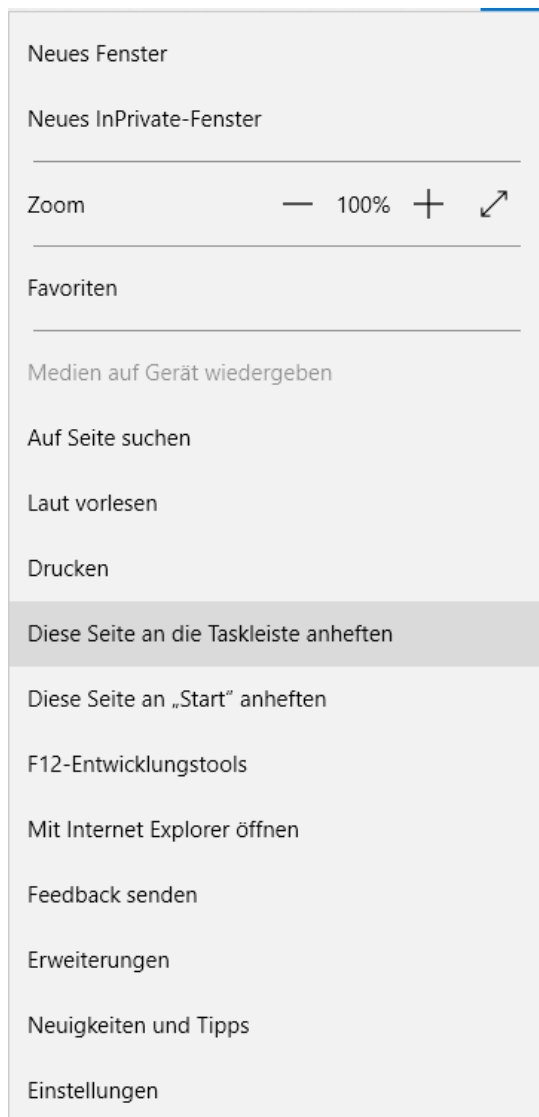 Neues Fenster
Neues InPrivate-Fenster
Zoom 100%
Favoriten
Medien auf Gerät wiedergeben
Auf Seite suchen
Laut vorlesen
Drucken
Diese Seite an die Taskleiste anheften
Diese Seite an „Start“ anheften
F12-Entwicklungstools
Mit Internet Explorer öffnen
Feedback senden
Erweiterungen
Neuigkeiten und Tipps
Einstellungen